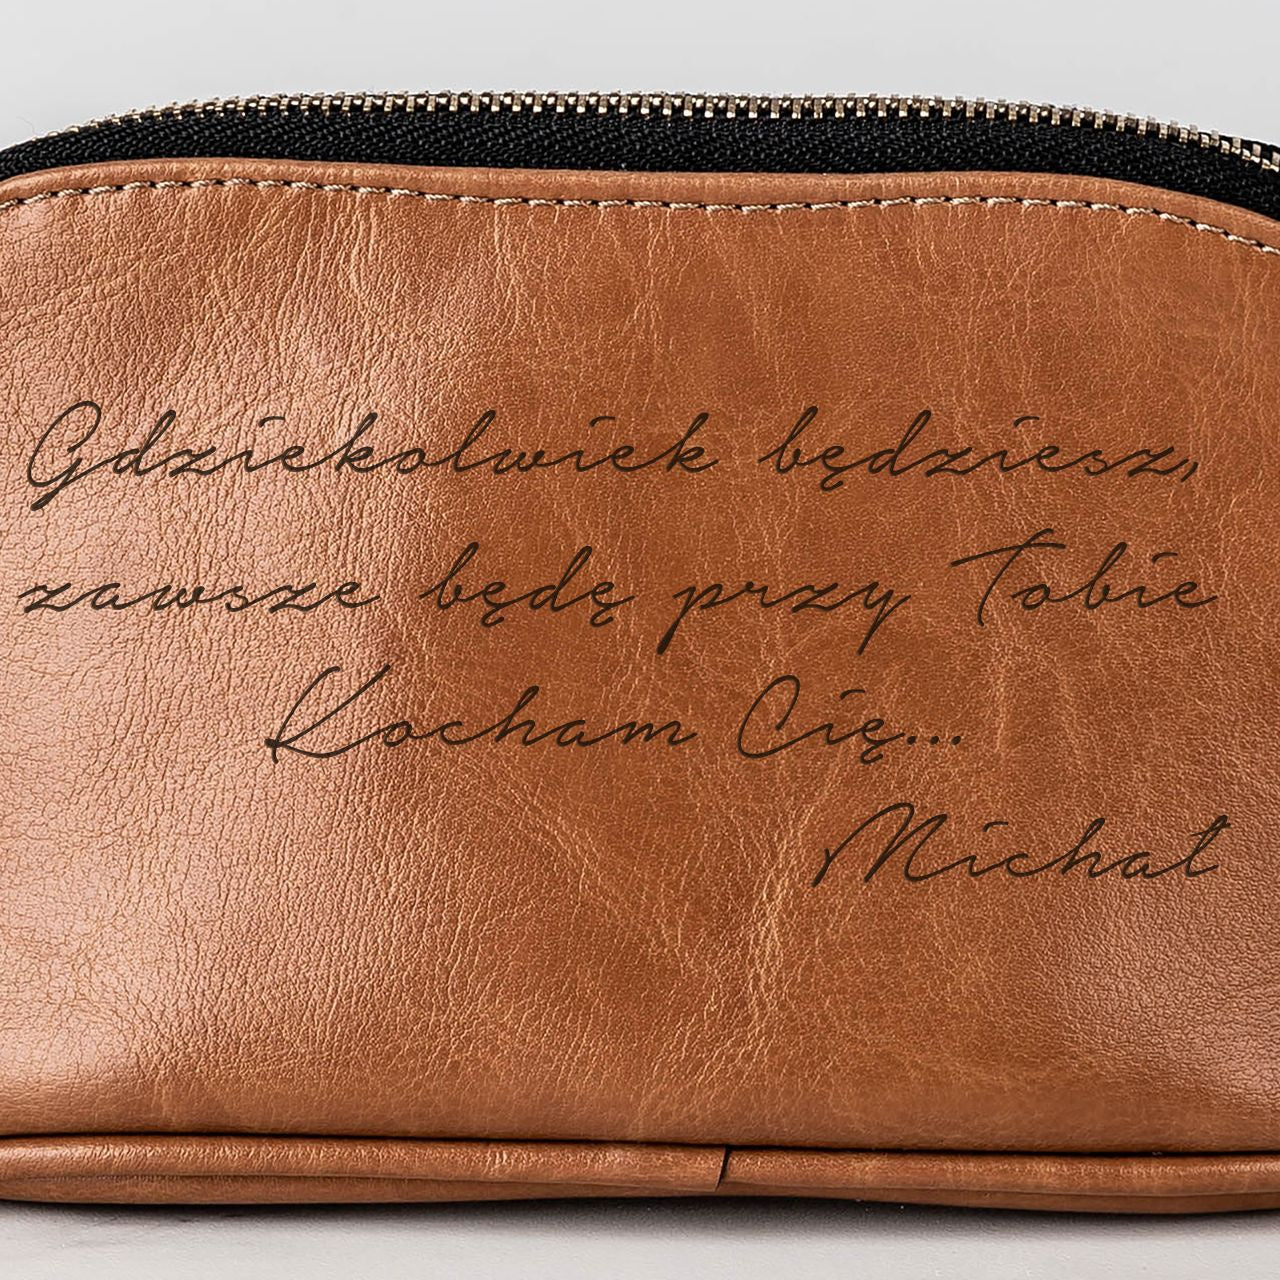 Gdziekolwiek będziesz,
zawsze będę przy Tobie
Kocham Cię...
Michał